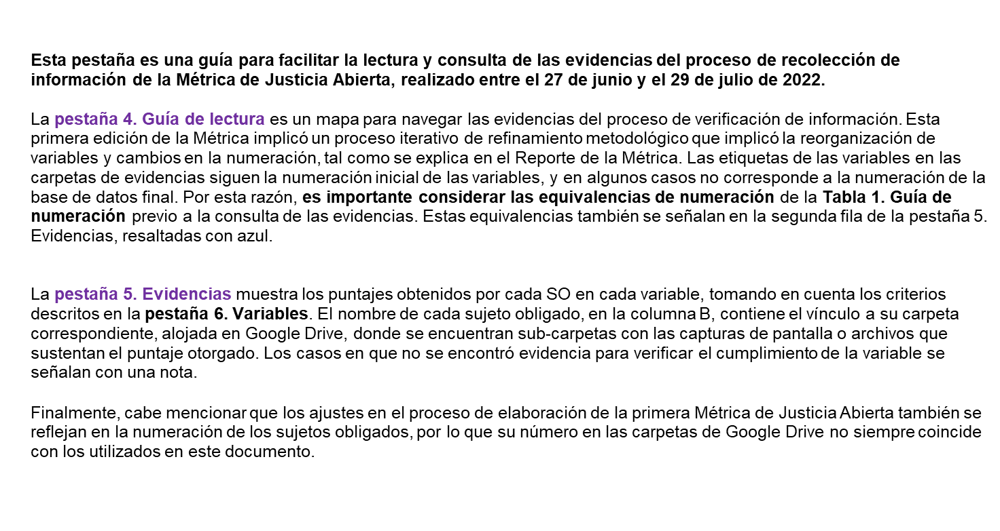 Esta pestaña es una guía para facilitar la lectura y consulta de las evidencias del proceso de recolección de
información de la Métrica de Justicia Abierta, realizado entre el 27 de junio y el 29 de julio de 2022.
La pestaña 4. Guía de lectura es un mapa para navegar las evidencias del proceso de verificación de información. Esta
primera edición de la Métrica implicó un proceso iterativo de refinamiento metodológico que implicó la reorganización de
variables y cambios en la numeración, tal como se explica en el Reporte de la Métrica. Las etiquetas de las variables en las
carpetas de evidencias siguen la numeración inicial de las variables, y en algunos casos no corresponde a la numeración de la
base de datos final. Por esta razón, es importante considerar las equivalencias de numeración de la Tabla 1. Guía de
numeración previo a la consulta de las evidencias. Estas equivalencias también se señalan en la segunda fila de la pestaña 5.
Evidencias, resaltadas con azul.
La pestaña 5. Evidencias muestra los puntajes obtenidos por cada SO en cada variable, tomando en cuenta los criterios
descritos en la pestaña 6. Variables. El nombre de cada sujeto obligado, en la columna B, contiene el vínculo a su carpeta
correspondiente, alojada en Google Drive, donde se encuentran sub-carpetas con las capturas de pantalla o archivos que
sustentan el puntaje otorgado. Los casos en que no se encontró evidencia para verificar el cumplimiento de la variable se
señalan con una nota.
Finalmente, cabe mencionar que los ajustes en el proceso de elaboración de la primera Métrica de Justicia Abierta también se
reflejan en la numeración de los sujetos obligados, por lo que su número en las carpetas de Google Drive no siempre coincide
con los utilizados en este documento.